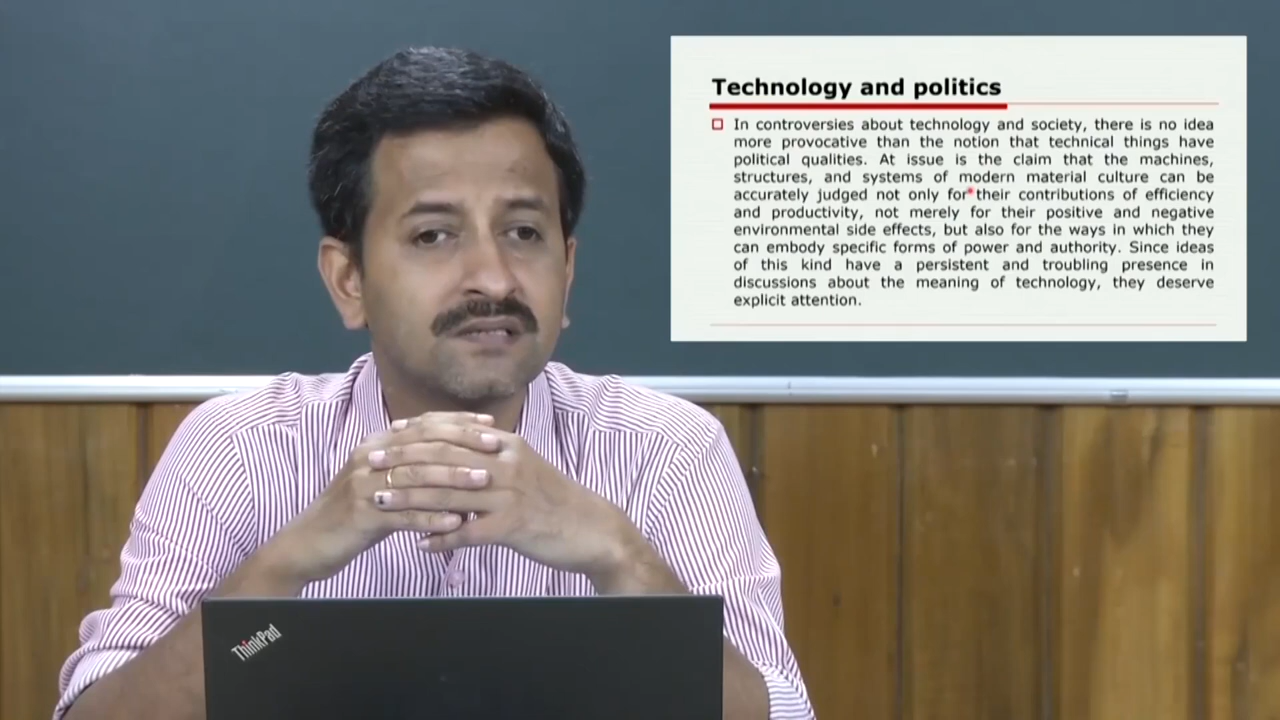 Technology and politics
In controversies about technology and society, there is no idea
more provocative than the notion that technical things have
political qualities. At issue is the claim that the machines,
structures, and systems of modern material culture can be
accurately judged not only for their contributions of efficiency
and productivity, not merely for their positive and negative
environmental side effects, but also for the ways in which they
can embody specific forms of power and authority. Since ideas
of this kind have a persistent and troubling presence in
discussions about the meaning of technology, they deserve
explicit attention.
ThinkPad